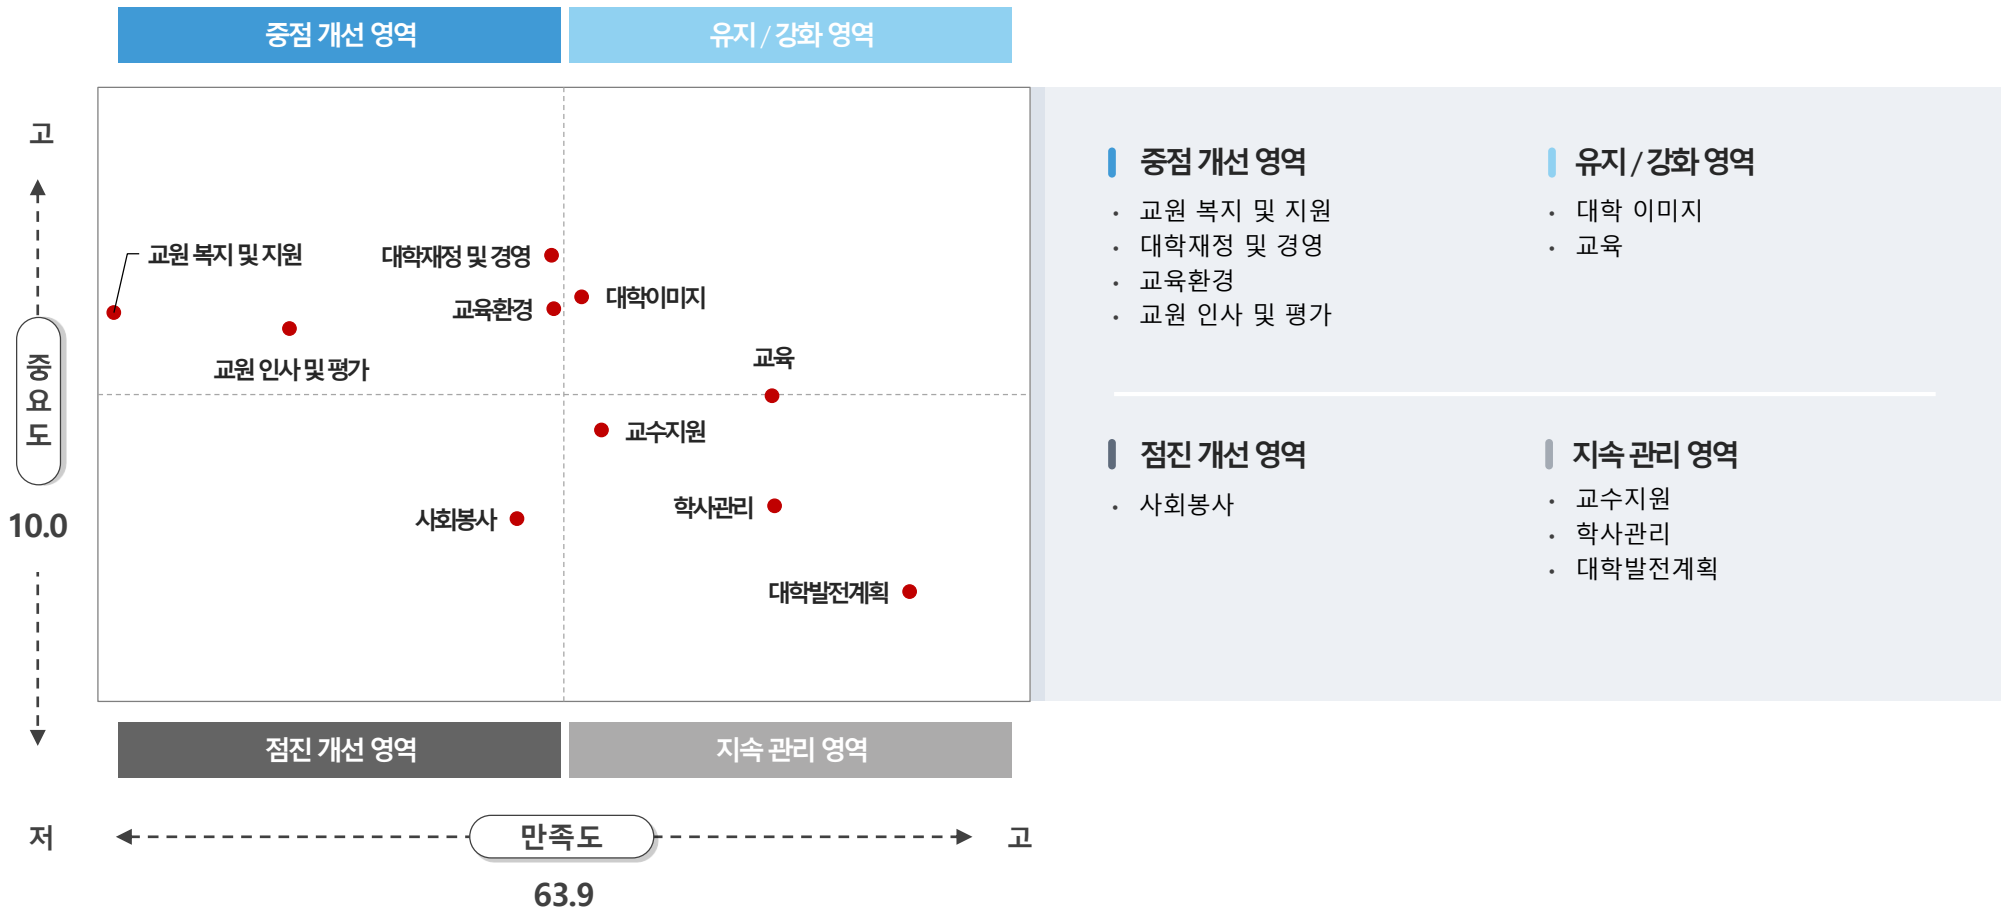 중점 개선 영역
유지 / 강화 영역
고
중요도
10.0
저
교원 복지 및 지원
대학재정 및 경영
교육환경
대학이미지
교원 인사 및 평가
교육
교수지원
사회봉사
학사관리
대학발전계획
점진 개선 영역
지속 관리 영역
만족도
고
63.9
중점 개선 영역
· 교원 복지 및 지원
· 대학재정 및 경영
· 교육환경
· 교원 인사 및 평가
유지 / 강화 영역
· 대학 이미지
· 교육
점진 개선 영역
· 사회봉사
지속 관리 영역
· 교수지원
· 학사관리
· 대학발전계획